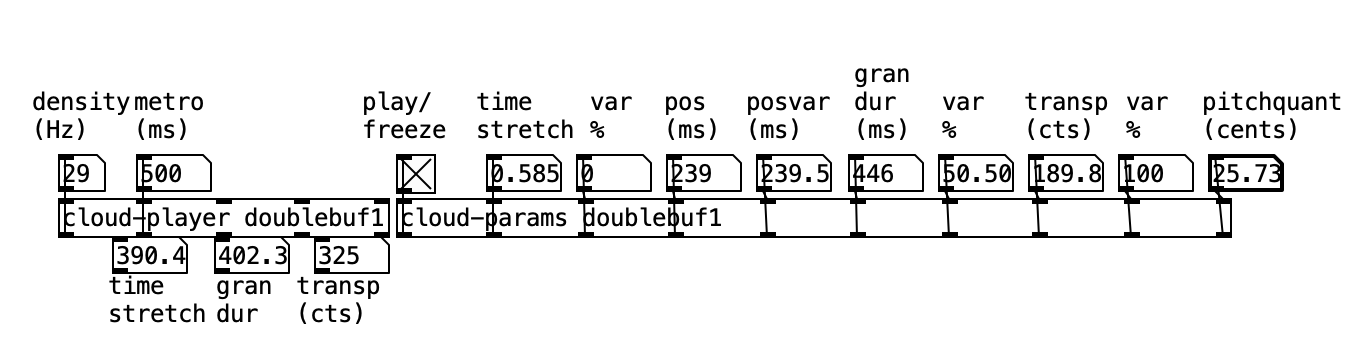 gran
density metro play/ time var pos posvar dur var transp var pitchquant
(Hz) (ms) freeze stretch % (ms) (ms) (ms) % (cts) % (cents)
29 500 0.585 0 239 239.5 446 50.50 189.8 100 25.73
cloud-player doublebuf1 cloud-params doublebuf1
390.4 402.3 325
time gran transp
stretch dur (cts)